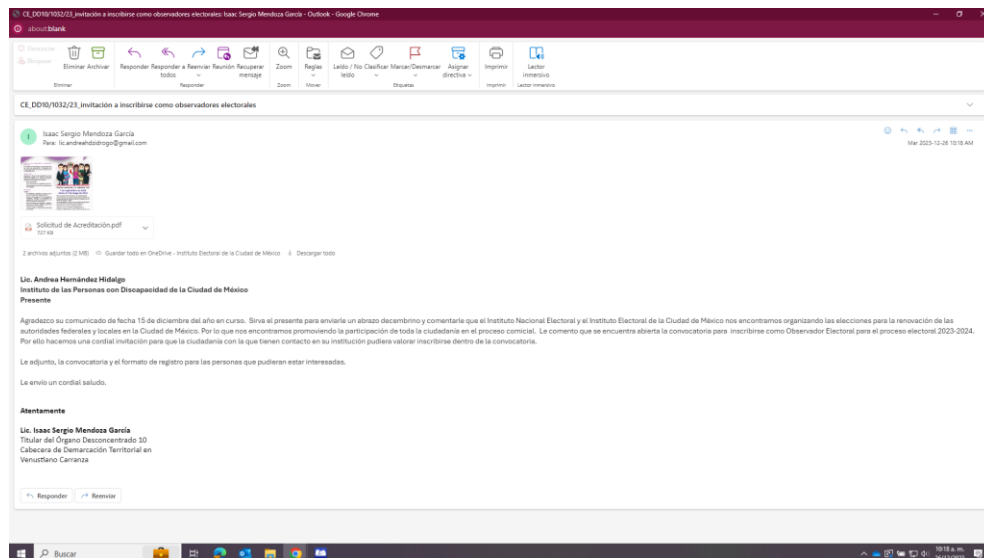 CE_DD10/1032/23_invitación a inscribirse como observadores electorales: Isaac Sergio Mendoza García - Outlook - Google Chrome
about:blank
Eliminar Archivar Responder Responder a todos Reenviar Reunión Recuperar mensaje Zoom Reglas Leído / No leído Clasificar Marcar/Desmarcar Asignar directiva Imprimir Lector inmersivo
Eliminar Responder Zoom Mover Etiquetas Imprimir Lector inmersivo
CE_DD10/1032/23_invitación a inscribirse como observadores electorales
I
Isaac Sergio Mendoza García
Para: lic.andreahdzidrogo@gmail.com
Mar 2023-12-26 10:18 AM
Solicitud de Acreditación.pdf
737 KB
2 archivos adjuntos (2 MB) Guardar todo en OneDrive - Instituto Electoral de la Ciudad de México Descargar todo
Lic. Andrea Hernández Hidalgo
Instituto de las Personas con Discapacidad de la Ciudad de México
Presente
Agradezco su comunicado de fecha 15 de diciembre del año en curso. Sirva el presente para enviarle un abrazo decembrino y comentarle que el Instituto Nacional Electoral y el Instituto Electoral de la Ciudad de México nos encontramos organizando las elecciones para la renovación de las
autoridades federales y locales en la Ciudad de México. Por lo que nos encontramos promoviendo la participación de toda la ciudadanía en el proceso comicial. Le comento que se encuentra abierta la convocatoria para inscribirse como Observador Electoral para el proceso electoral 2023-2024.
Por ello hacemos una cordial invitación para que la ciudadanía con la que tienen contacto en su institución pudiera valorar inscribirse dentro de la convocatoria.
Le adjunto, la convocatoria y el formato de registro para las personas que pudieran estar interesadas.
Le envío un cordial saludo.
Atentamente
Lic. Isaac Sergio Mendoza García
Titular del Órgano Desconcentrado 10
Cabecera de Demarcación Territorial en
Venustiano Carranza
Responder Reenviar
Buscar
10:18 a. m.